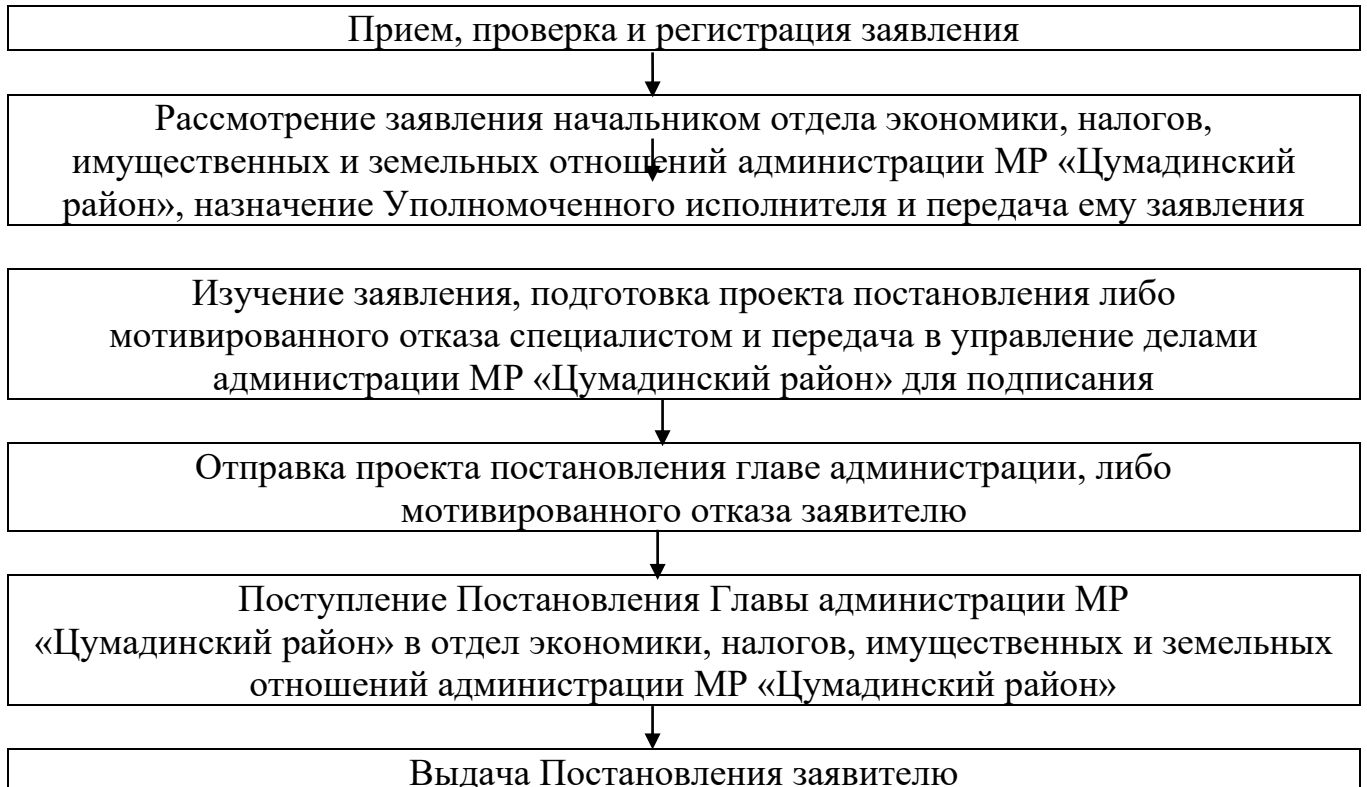 Прием, проверка и регистрация заявления
Рассмотрение заявления начальником отдела экономики, налогов,
имущественных и земельных отношений администрации МР «Цумадинский
район», назначение Уполномоченного исполнителя и передача ему заявления
Изучение заявления, подготовка проекта постановления либо
мотивированного отказа специалистом и передача в управление делами
администрации МР «Цумадинский район» для подписания
Отправка проекта постановления главе администрации, либо
мотивированного отказа заявителю
Поступление Постановления Главы администрации МР
«Цумадинский район» в отдел экономики, налогов, имущественных и земельных
отношений администрации МР «Цумадинский район»
Выдача Постановления заявителю